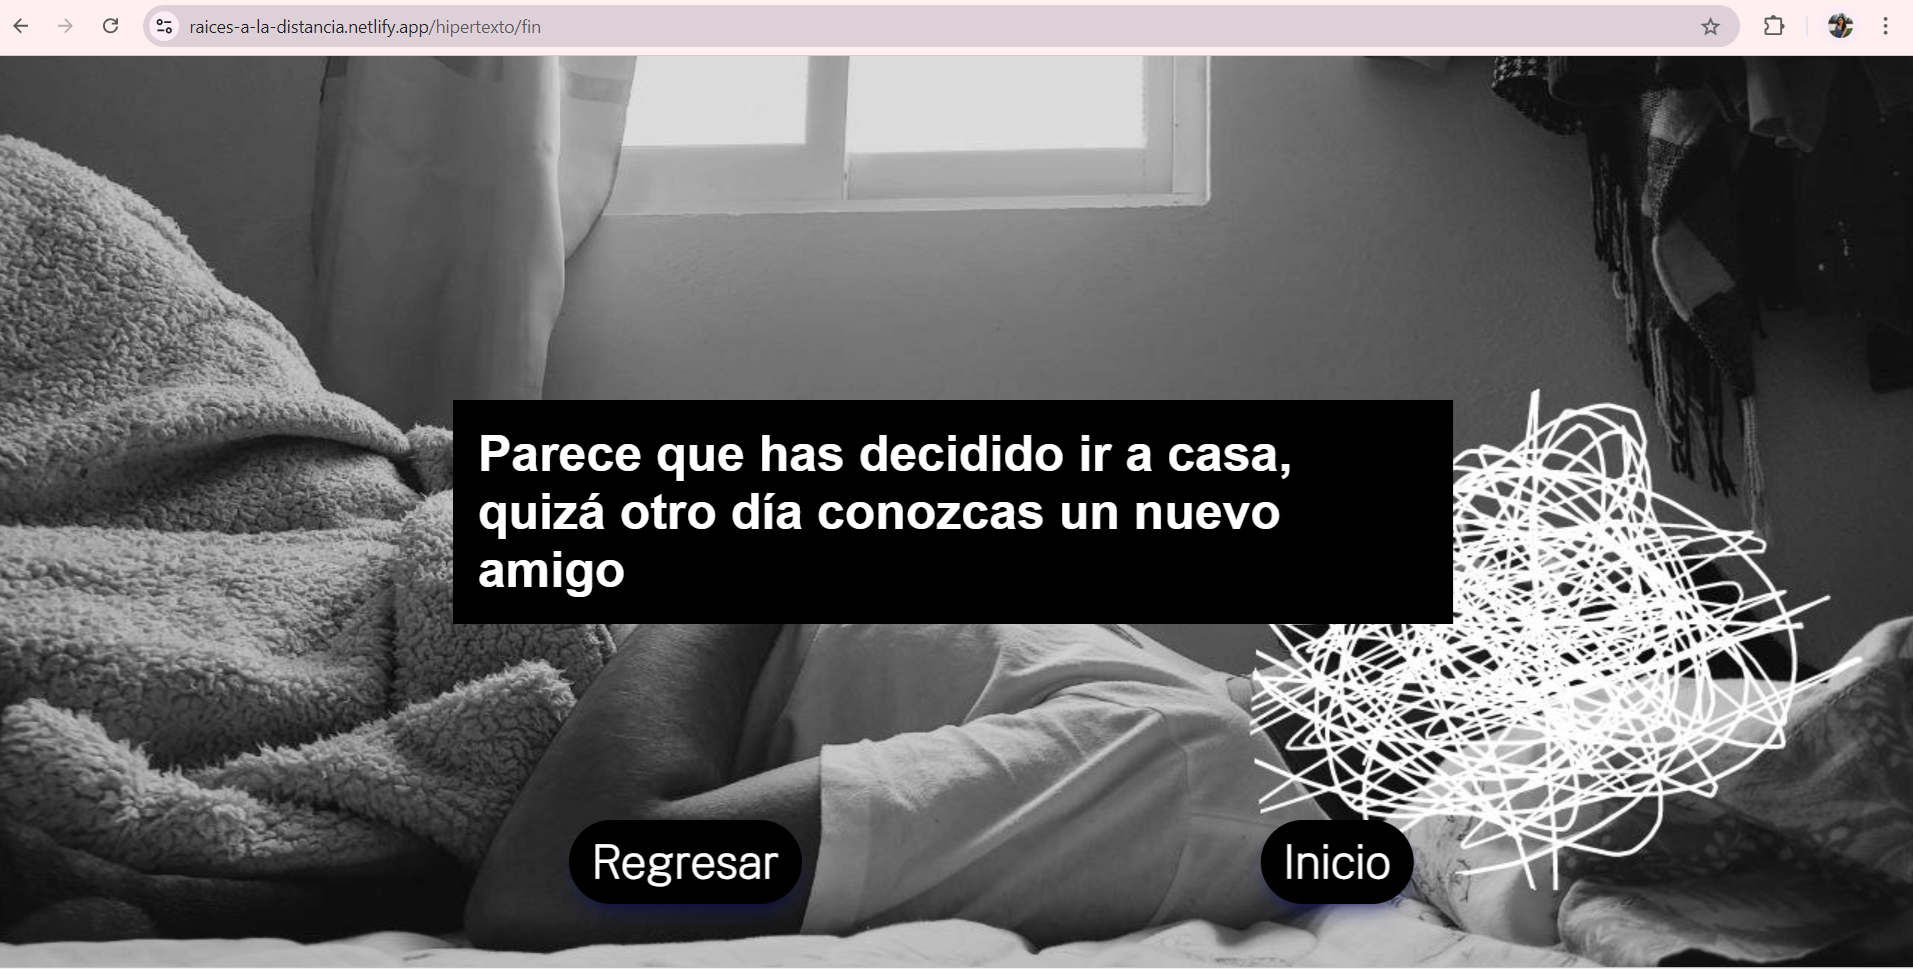 raices-a-la-distancia.netlify.app/hipertexto/fin
Parece que has decidido ir a casa,
quizá otro día conozcas un nuevo
amigo
Regresar
Inicio